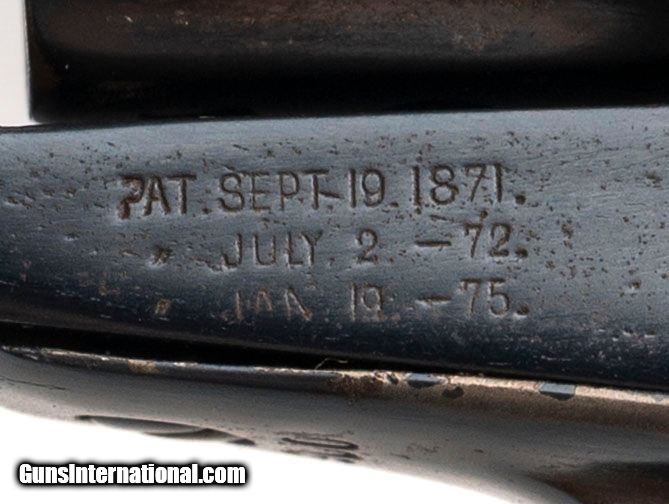 PAT. SEPT. 19. 1871.
" JULY. 2. – 72.
" JAN. 19. – 75.
GunsInternational.com